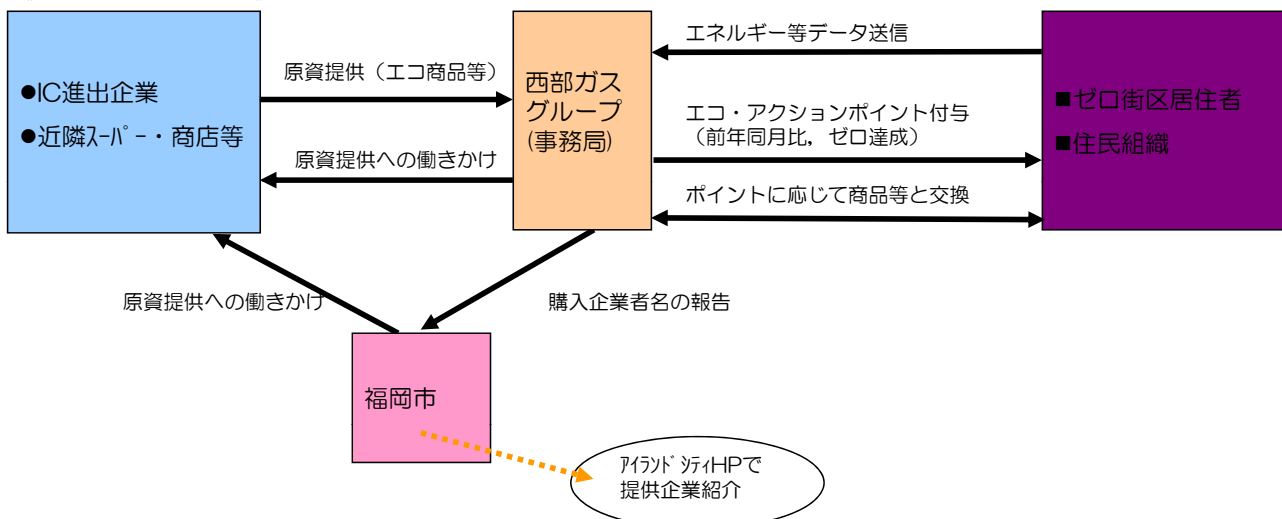 ●IC進出企業
●近隣ｽｰﾊﾟｰ・商店等
原資提供（エコ商品等）
原資提供への働きかけ
西部ガス
グループ
(事務局)
エネルギー等データ送信
エコ・アクションポイント付与
（前年同月比，ゼロ達成）
ポイントに応じて商品等と交換
■ゼロ街区居住者
■住民組織
原資提供への働きかけ
購入企業者名の報告
福岡市
ｱｲﾗﾝﾄﾞｼﾃｨHPで
提供企業紹介